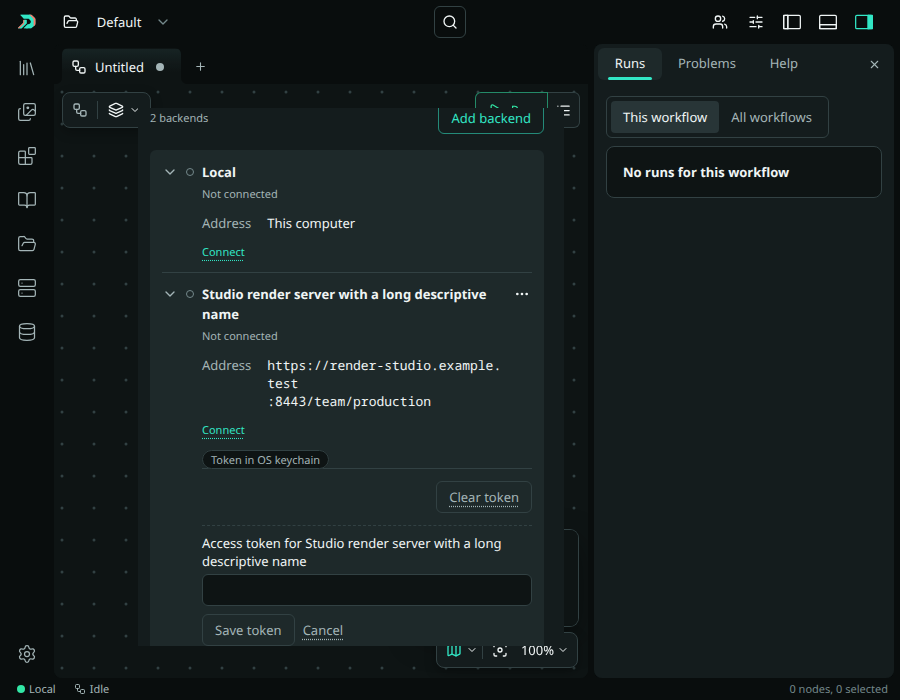 Default
Untitled
Runs
Problems
Help
2 backends
Add backend
This workflow
All workflows
No runs for this workflow
Local
Not connected
Address
This computer
Connect
Studio render server with a long descriptive
name
Not connected
Address
https://render-studio.example.
test
:8443/team/production
Connect
Token in OS keychain
Clear token
Access token for Studio render server with a long
descriptive name
Save token
Cancel
100%
Local
Idle
0 nodes, 0 selected